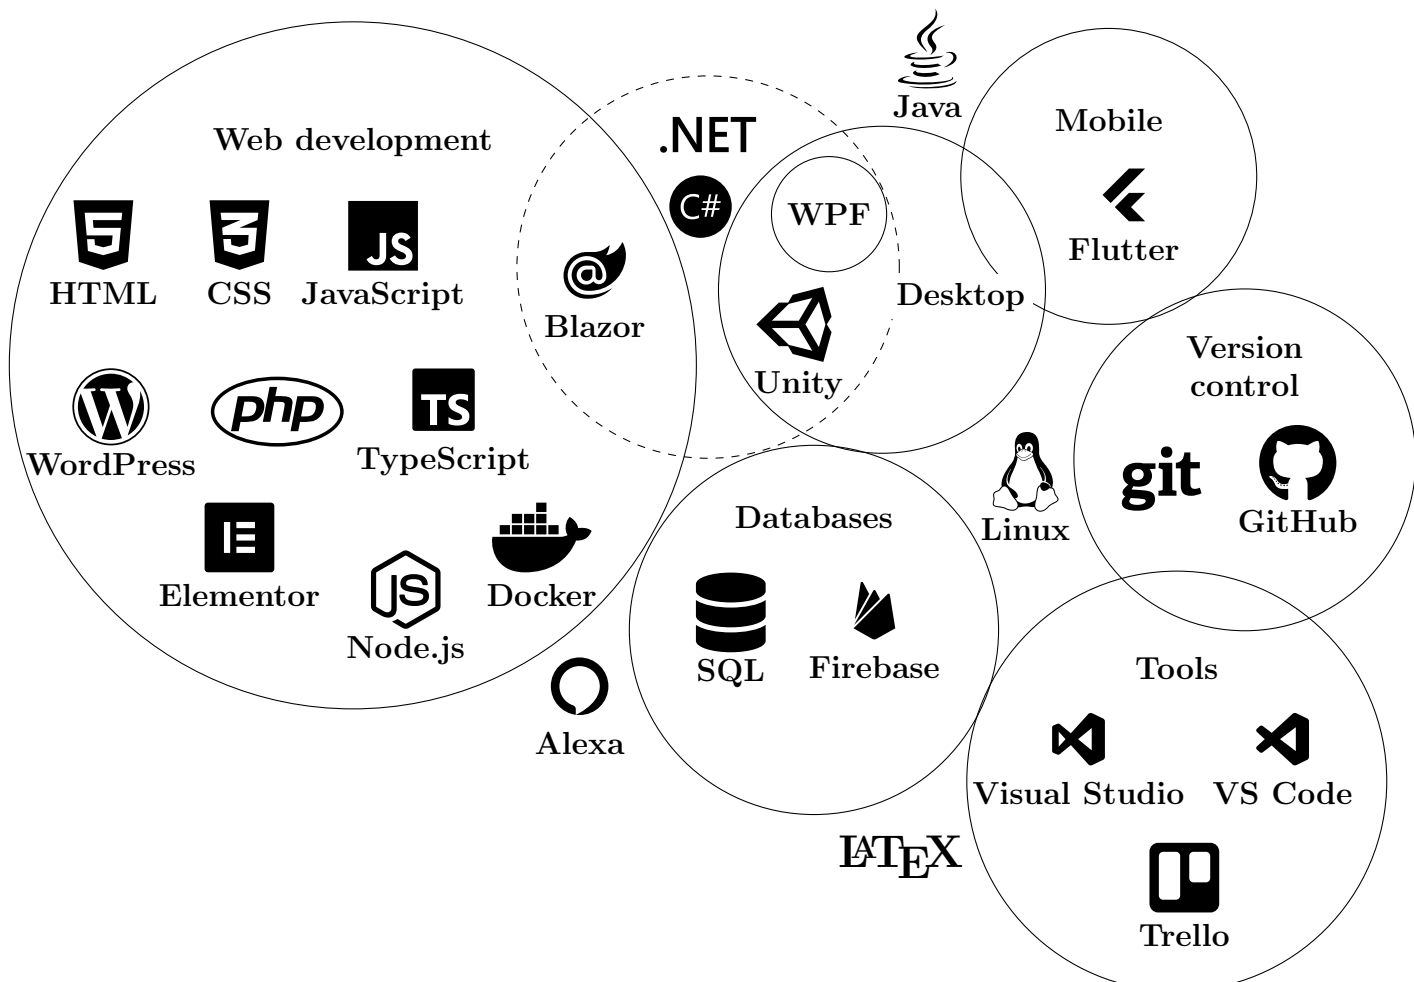 Java
Mobile
Web development
.NET
C#
WPF
5
3
JS
HTML
CSS
JavaScript
Flutter
@
Blazor
Desktop
Unity
Version
control
W
php
TS
WordPress
TypeScript
git
GitHub
Databases
Linux
E
JS
Elementor
Docker
Node.js
SQL
Firebase
Tools
Alexa
Visual Studio
VS Code
LATEX
Trello